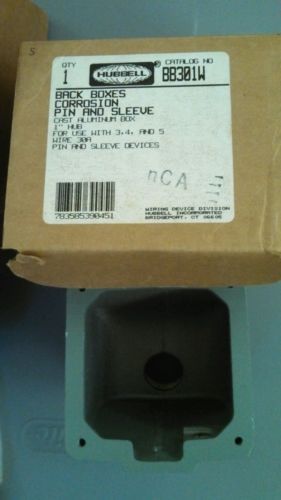 5
QTY
1
HUBBELL ®
CATALOG NO
BB301W
BACK BOXES
CORROSION
PIN AND SLEEVE
CAST ALUMINUM BOX
1" HUB
FOR USE WITH 3,4, AND 5
WIRE 30A
PIN AND SLEEVE DEVICES
nCA
783585390451
WIRING DEVICE DIVISION
HUBBELL INCORPORATED
BRIDGEPORT, CT 06605